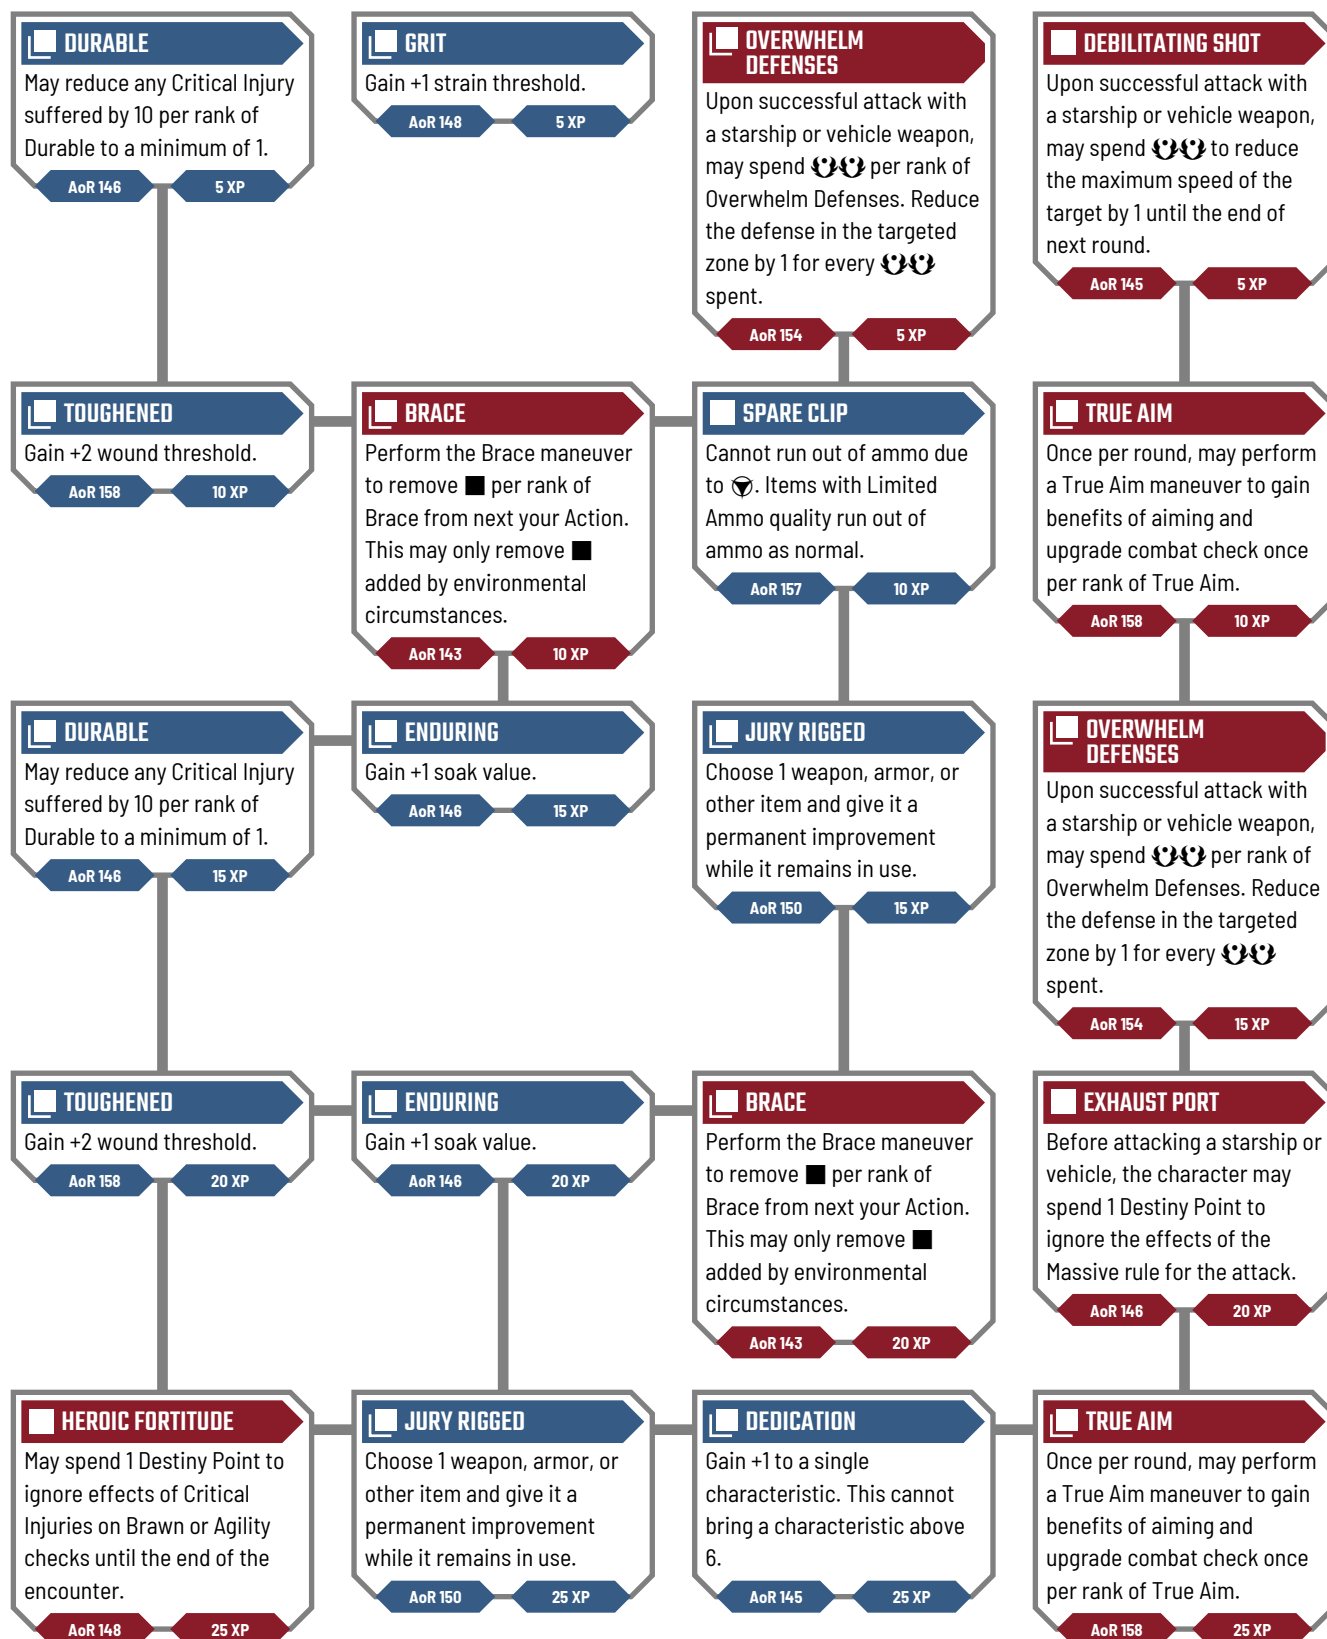 DURABLE
May reduce any Critical Injury
suffered by 10 per rank of
Durable to a minimum of 1.
AoR 146
5 XP
GRIT
Gain +1 strain threshold.
AoR 148
5 XP
OVERWHELM
DEFENSES
Upon successful attack with
a starship or vehicle weapon,
may spend per rank of
Overwhelm Defenses. Reduce
the defense in the targeted
zone by 1 for every
spent.
AoR 154
5 XP
DEBILITATING SHOT
Upon successful attack with
a starship or vehicle weapon,
may spend to reduce
the maximum speed of the
target by 1 until the end of
next round.
AoR 145
5 XP
TOUGHENED
Gain +2 wound threshold.
AoR 158
10 XP
BRACE
Perform the Brace maneuver
to remove ■ per rank of
Brace from next your Action.
This may only remove ■
added by environmental
circumstances.
AoR 143
10 XP
SPARE CLIP
Cannot run out of ammo due
to . Items with Limited
Ammo quality run out of
ammo as normal.
AoR 157
10 XP
TRUE AIM
Once per round, may perform
a True Aim maneuver to gain
benefits of aiming and
upgrade combat check once
per rank of True Aim.
AoR 158
10 XP
DURABLE
May reduce any Critical Injury
suffered by 10 per rank of
Durable to a minimum of 1.
AoR 146
15 XP
ENDURING
Gain +1 soak value.
AoR 146
15 XP
JURY RIGGED
Choose 1 weapon, armor, or
other item and give it a
permanent improvement
while it remains in use.
AoR 150
15 XP
OVERWHELM
DEFENSES
Upon successful attack with
a starship or vehicle weapon,
may spend per rank of
Overwhelm Defenses. Reduce
the defense in the targeted
zone by 1 for every
spent.
AoR 154
15 XP
TOUGHENED
Gain +2 wound threshold.
AoR 158
20 XP
ENDURING
Gain +1 soak value.
AoR 146
20 XP
BRACE
Perform the Brace maneuver
to remove ■ per rank of
Brace from next your Action.
This may only remove ■
added by environmental
circumstances.
AoR 143
20 XP
EXHAUST PORT
Before attacking a starship or
vehicle, the character may
spend 1 Destiny Point to
ignore the effects of the
Massive rule for the attack.
AoR 146
20 XP
HEROIC FORTITUDE
May spend 1 Destiny Point to
ignore effects of Critical
Injuries on Brawn or Agility
checks until the end of the
encounter.
AoR 148
25 XP
JURY RIGGED
Choose 1 weapon, armor, or
other item and give it a
permanent improvement
while it remains in use.
AoR 150
25 XP
DEDICATION
Gain +1 to a single
characteristic. This cannot
bring a characteristic above
6.
AoR 145
25 XP
TRUE AIM
Once per round, may perform
a True Aim maneuver to gain
benefits of aiming and
upgrade combat check once
per rank of True Aim.
AoR 158
25 XP